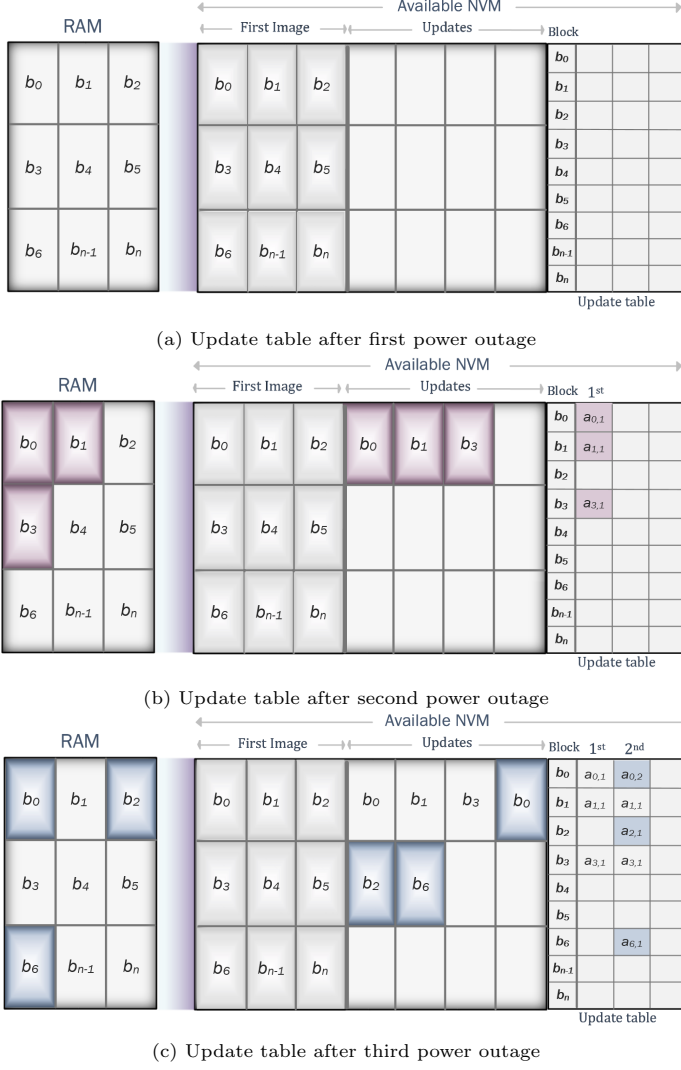 Available NVM
RAM First Image Updates Block
b0 b1 b2 b0 b1 b2 b0
b1
b2
b3 b4 b5 b3 b4 b5 b3
b4
b5
b6 bn-1 bn b6 bn-1 bn b6
bn-1
bn
Update table
(a) Update table after first power outage
Available NVM
RAM First Image Updates Block 1st
b0 b1 b2 b0 b1 b2 b0 b1 b3 b0 a0,1
b1 a1,1
b2
b3 b4 b5 b3 b4 b5 b3 a3,1
b4
b5
b6 bn-1 bn b6 bn-1 bn b6
bn-1
bn
Update table
(b) Update table after second power outage
Available NVM
RAM First Image Updates Block 1st 2nd
b0 b1 b2 b0 b1 b2 b0 b1 b3 b0 b0 a0,1 a0,2
b1 a1,1 a1,1
b2 a2,1
b3 b4 b5 b3 b4 b5 b2 b6 b3 a3,1 a3,1
b4
b5
b6 bn-1 bn b6 bn-1 bn b6 a6,1
bn-1
bn
Update table
(c) Update table after third power outage